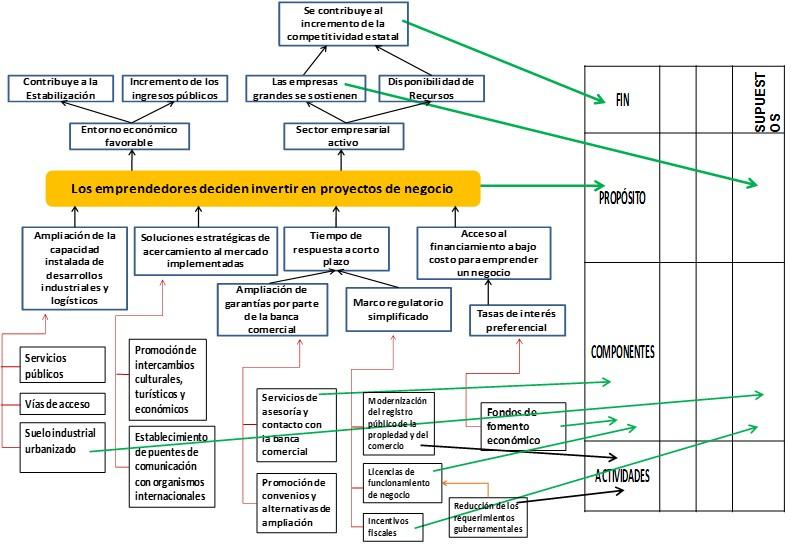 Se contribuye al
incremento de la
competitividad estatal
Contribuye a la
Estabilización
Incremento de los
ingresos públicos
Las empresas
grandes se sostienen
Disponibilidad de
Recursos
Entorno económico
favorable
Sector empresarial
activo
Los emprendedores deciden invertir en proyectos de negocio
Ampliación de la
capacidad
instalada de
desarrollos
industriales y
logísticos
Soluciones estratégicas de
acercamiento al mercado
implementadas
Tiempo de
respuesta a corto
plazo
Acceso al
financiamiento a bajo
costo para emprender
un negocio
Ampliación de
garantías por parte
de la banca
comercial
Marco regulatorio
simplificado
Tasas de interés
preferencial
Servicios
públicos
Vías de acceso
Suelo industrial
urbanizado
Promoción de
intercambios
culturales,
turísticos y
económicos
Establecimiento
de puentes de
comunicación
con organismos
internacionales
Servicios de
asesoría y
contacto con
la banca
comercial
Promoción de
convenios y
alternativas de
ampliación
Modernización
del registro
público de la
propiedad y del
comercio
Licencias de
funcionamiento
de negocio
Incentivos
fiscales
Fondos de
fomento
económico
Reducción de los
requerimientos
gubernamentales
FIN
SUPUEST
OS
PROPÓSITO
COMPONENTES
ACTIVIDADES